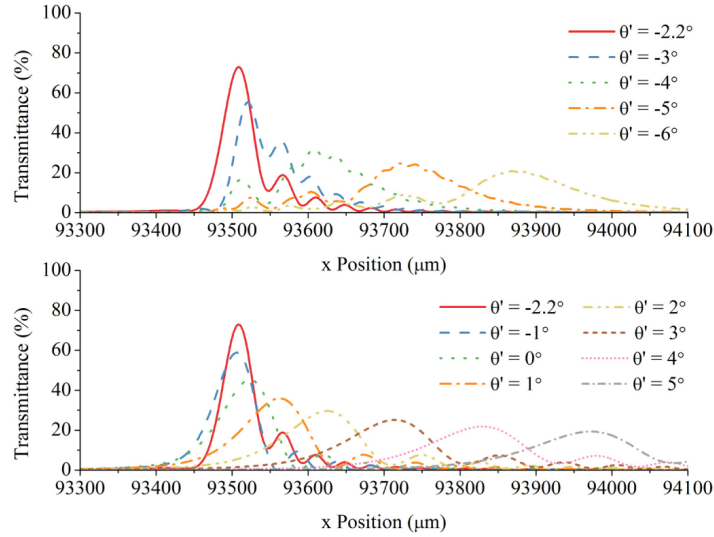 100
80
60
40
20
0
Transmittance (%)
θ' = -2.2°
θ' = -3°
θ' = -4°
θ' = -5°
θ' = -6°
93300 93400 93500 93600 93700 93800 93900 94000 94100
x Position (μm)
100
80
60
40
20
0
Transmittance (%)
θ' = -2.2° θ' = 2°
θ' = -1° θ' = 3°
θ' = 0° θ' = 4°
θ' = 1° θ' = 5°
93300 93400 93500 93600 93700 93800 93900 94000 94100
x Position (μm)